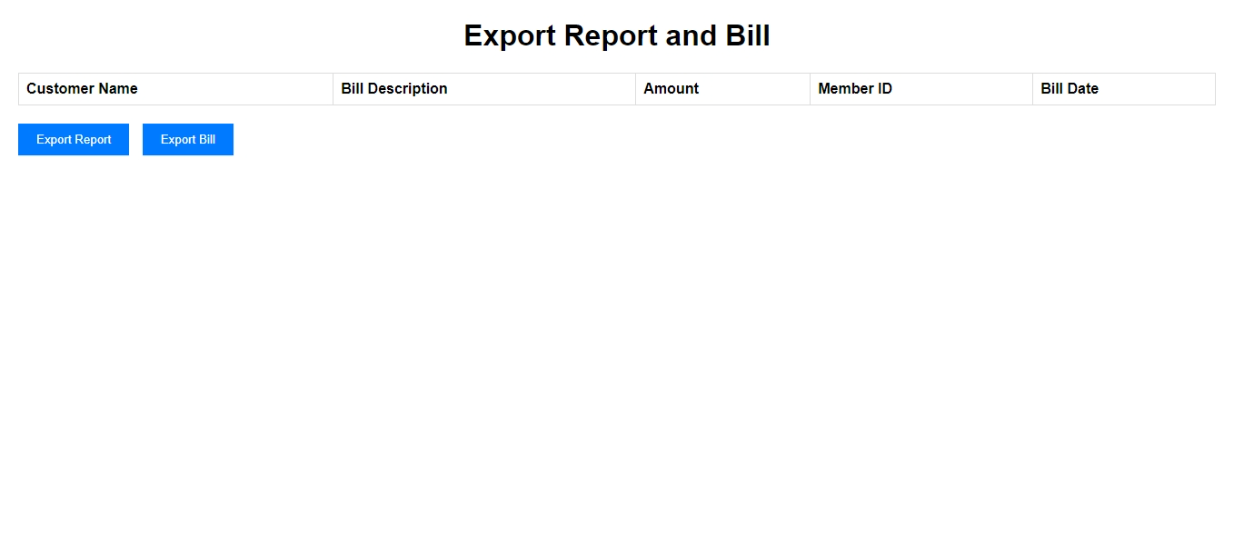 Export Report and Bill
Customer Name Bill Description Amount Member ID Bill Date
Export Report Export Bill